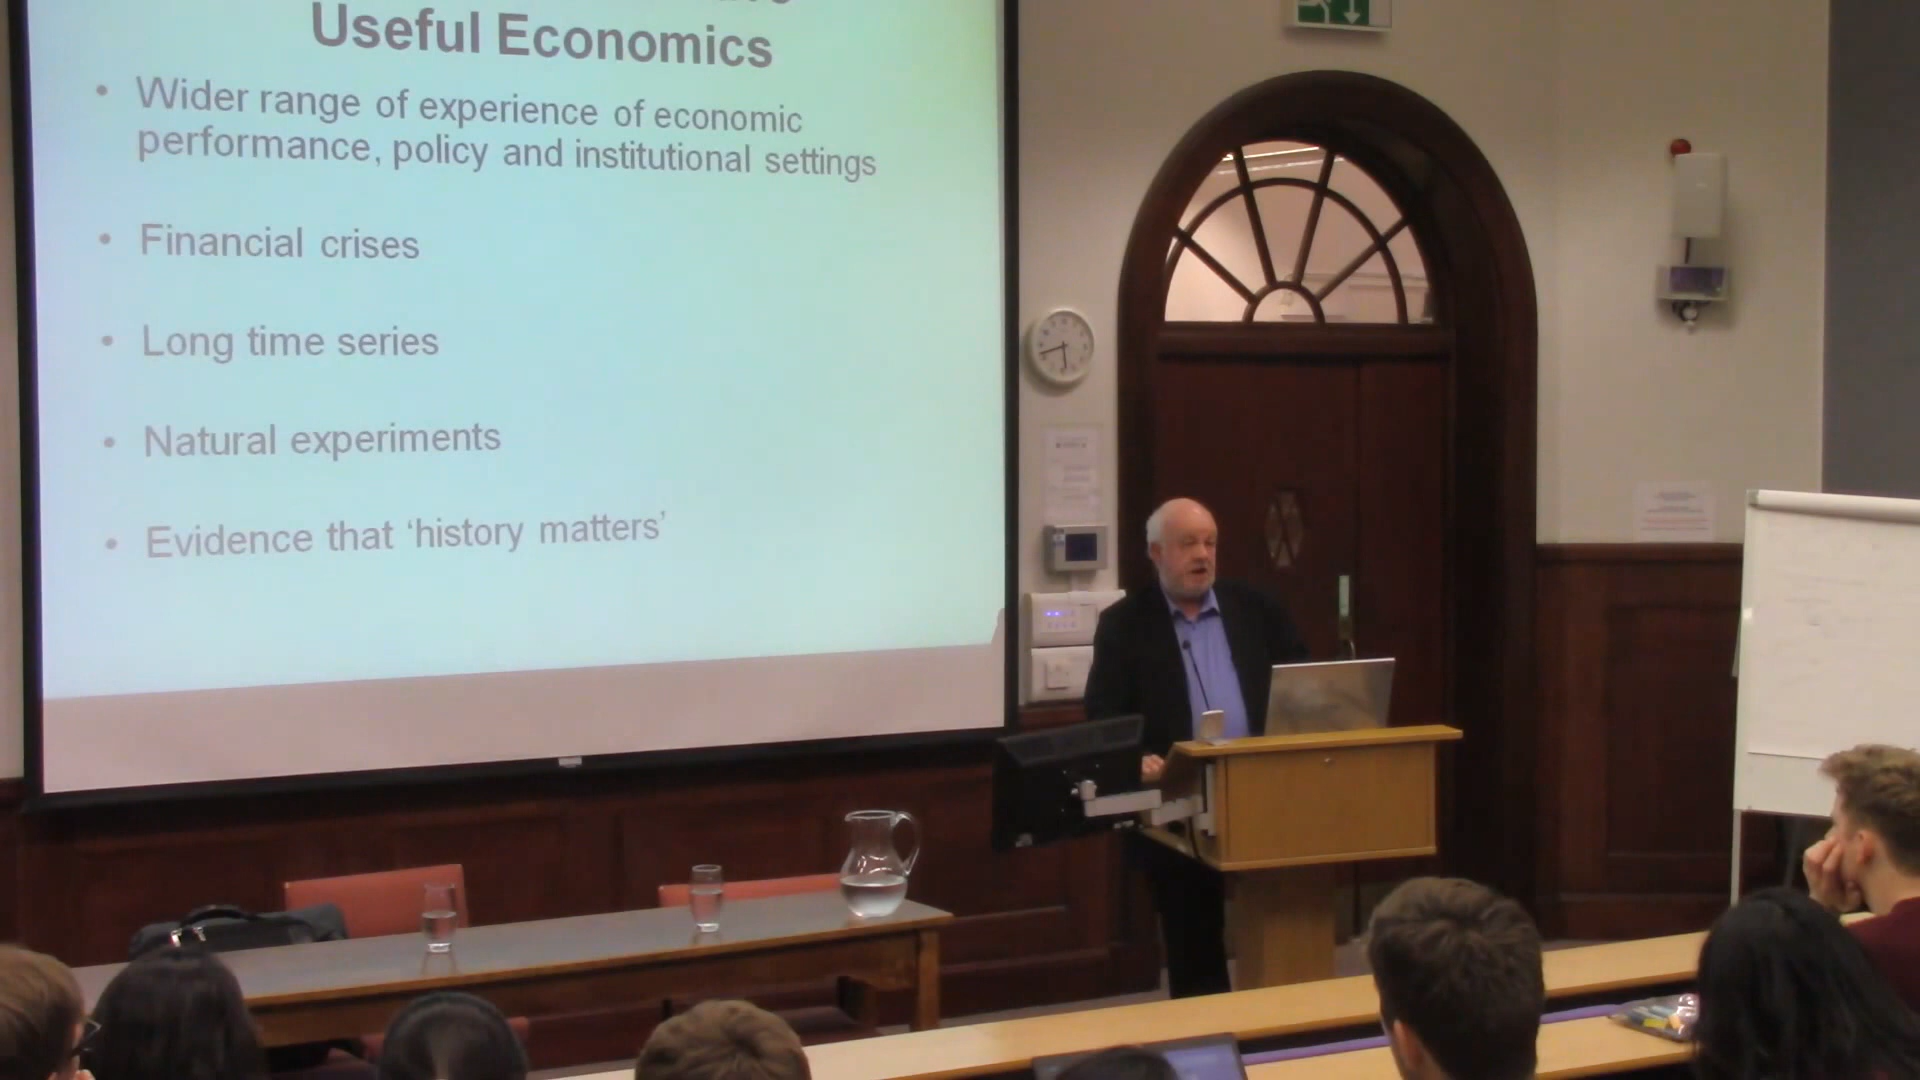 Useful Economics
• Wider range of experience of economic
performance, policy and institutional settings
• Financial crises
• Long time series
• Natural experiments
• Evidence that ‘history matters’